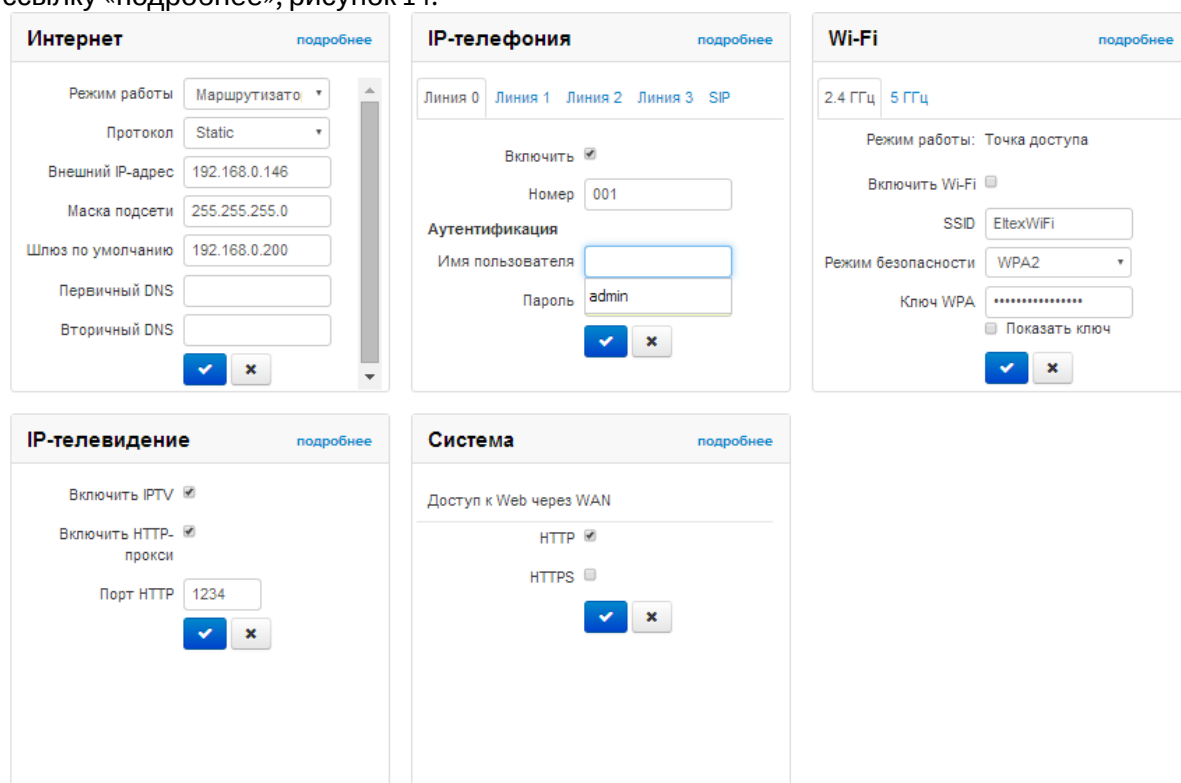 ссылку «подробнее», рисунок 14.
Интернет подробнее
Режим работы Маршрутизато
Протокол Static
Внешний IP-адрес 192.168.0.146
Маска подсети 255.255.255.0
Шлюз по умолчанию 192.168.0.200
Первичный DNS
Вторичный DNS
IP-телефония подробнее
Линия 0 Линия 1 Линия 2 Линия 3 SIP
Включить
Номер 001
Аутентификация
Имя пользователя
Пароль admin
Wi-Fi подробнее
2.4 ГГц 5 ГГц
Режим работы: Точка доступа
Включить Wi-Fi
SSID EltexWiFi
Режим безопасности WPA2
Ключ WPA ••••••••••••••••
Показать ключ
IP-телевидение подробнее
Включить IPTV
Включить HTTP-
прокси
Порт HTTP 1234
Система подробнее
Доступ к Web через WAN
HTTP
HTTPS